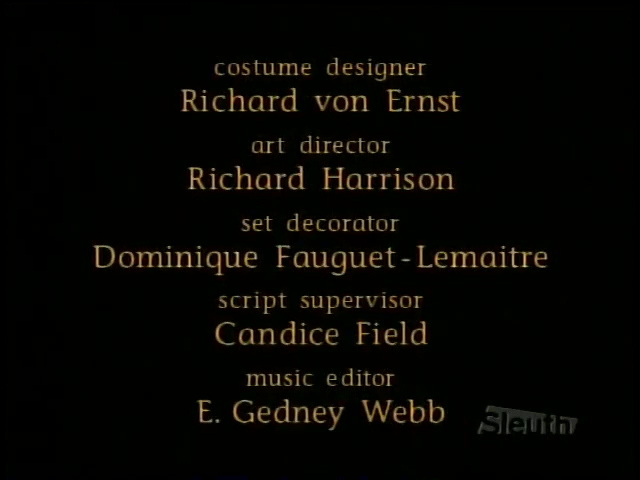 costume designer
Richard von Ernst
art director
Richard Harrison
set decorator
Dominique Fauguet-Lemaitre
script supervisor
Candice Field
music editor
E. Gedney Webb
Sleuth